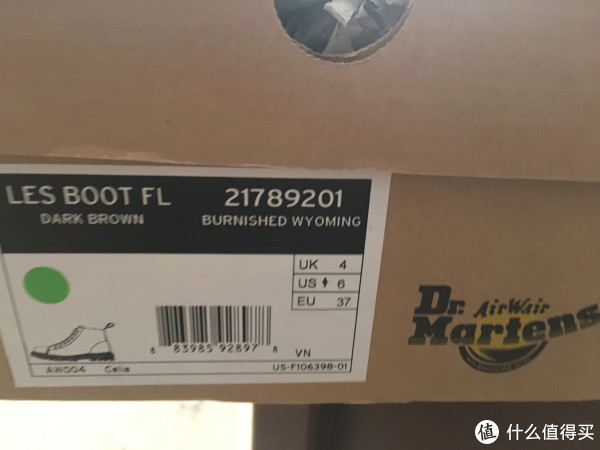 LES BOOT FL 21789201
DARK BROWN BURNISHED WYOMING
UK 4
US 6
EU 37
8 83985 92897 8
VN
AW004 Celia US-F106398-01
Dr. AirWair
Martens
值 什么值得买